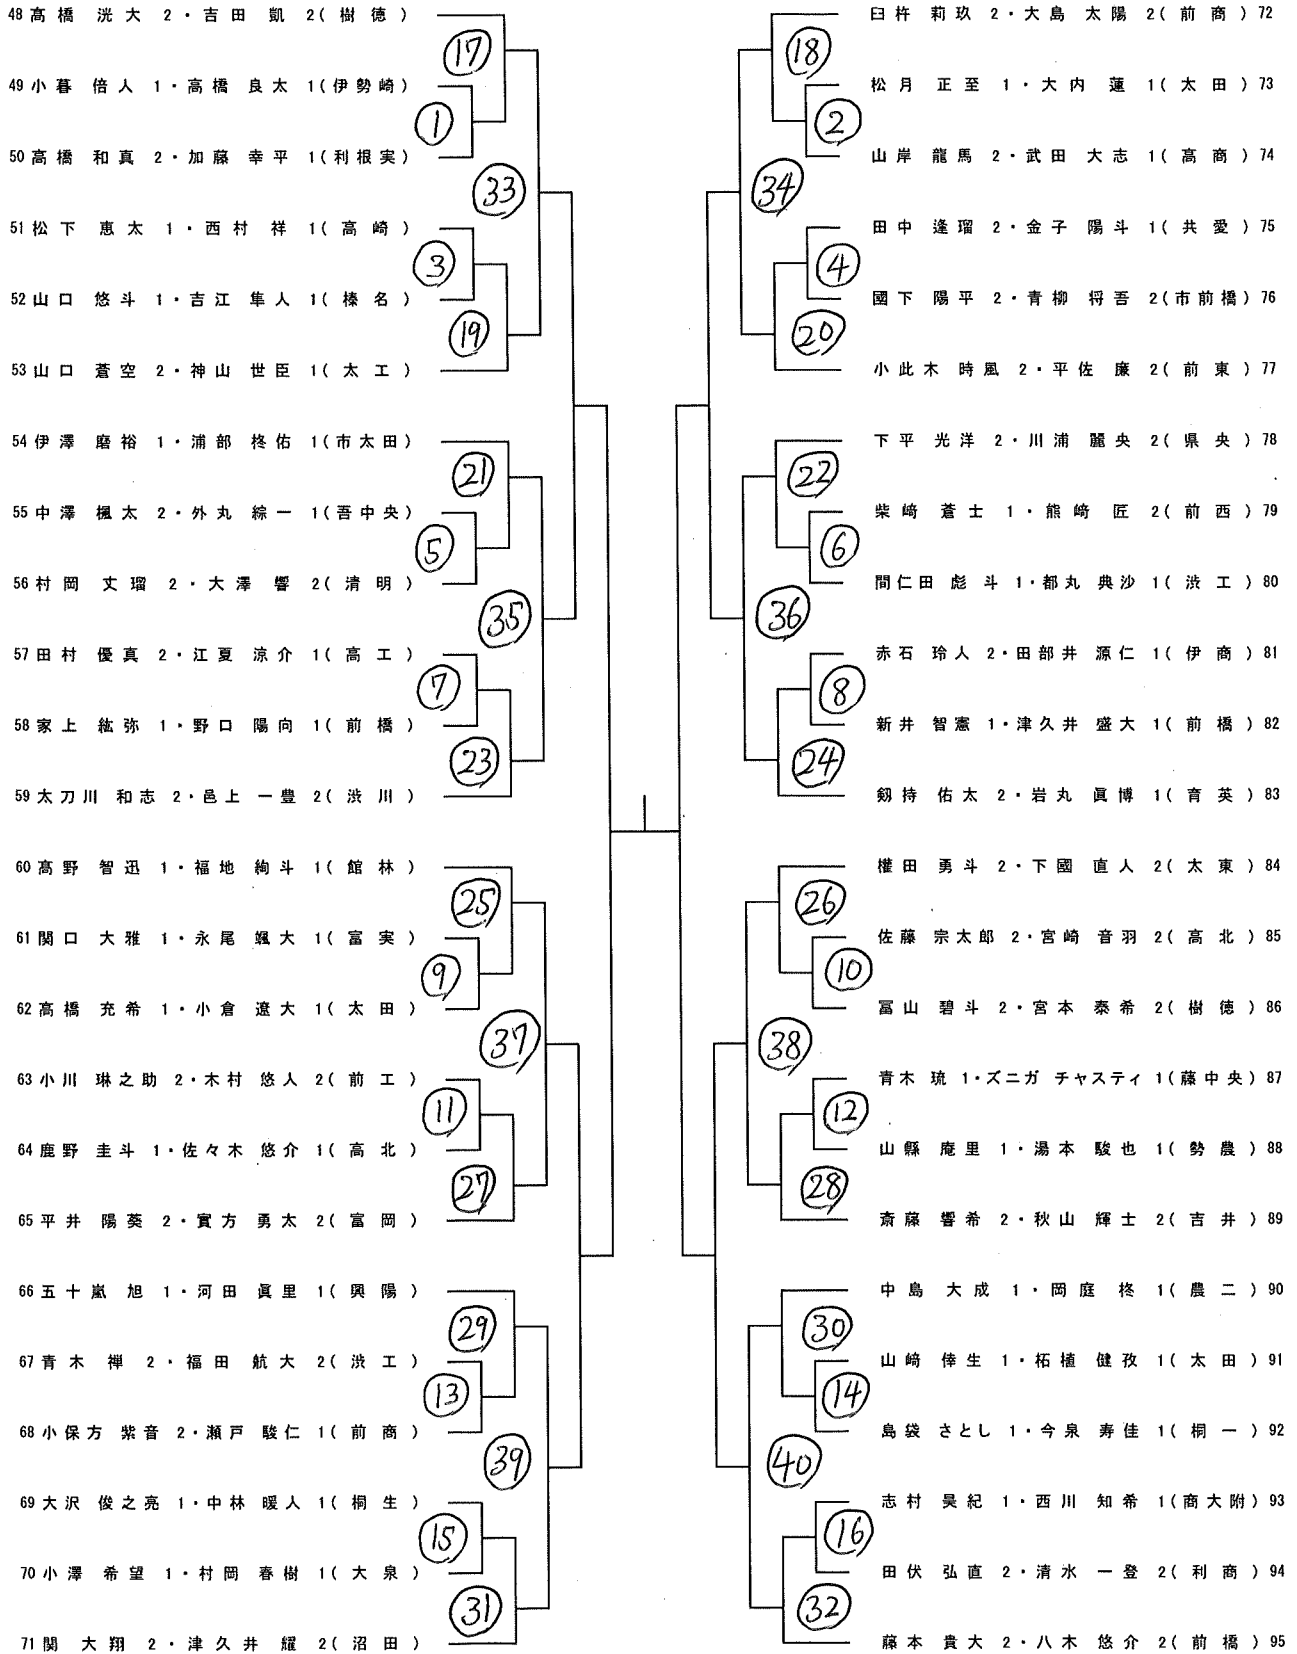 48 髙橋 洸大 2・吉田 凱 2(樹徳)
⑰
49 小暮 倍人 1・高橋 良太 1(伊勢崎)
①
50 高橋 和真 2・加藤 幸平 1(利根実)
㉝
51 松下 恵太 1・西村 祥 1(高崎)
③
52 山口 悠斗 1・吉江 隼人 1(榛名)
⑲
53 山口 蒼空 2・神山 世臣 1(太工)
54 伊澤 磨裕 1・浦部 柊佑 1(市太田)
㉑
55 中澤 楓太 2・外丸 綜一 1(吾中央)
⑤
56 村岡 丈瑠 2・大澤 響 2(清明)
㉟
57 田村 優真 2・江夏 涼介 1(高工)
⑦
58 家上 紘弥 1・野口 陽向 1(前橋)
㉓
59 太刀川 和志 2・邑上 一豊 2(渋川)
60 髙野 智迅 1・福地 絢斗 1(館林)
㉕
61 関口 大雅 1・永尾 颯大 1(富実)
⑨
62 高橋 充希 1・小倉 遼大 1(太田)
㊲
63 小川 琳之助 2・木村 悠人 2(前工)
⑪
64 鹿野 圭斗 1・佐々木 悠介 1(高北)
㉗
65 平井 陽葵 2・實方 勇太 2(富岡)
66 五十嵐 旭 1・河田 眞里 1(興陽)
㉙
67 青木 禅 2・福田 航大 2(渋工)
⑬
68 小保方 紫音 2・瀬戸 駿仁 1(前商)
㊴
69 大沢 俊之亮 1・中林 暖人 1(桐生)
⑮
70 小澤 希望 1・村岡 春樹 1(大泉)
㉛
71 関 大翔 2・津久井 耀 2(沼田)
臼杵 莉玖 2・大島 太陽 2(前商) 72
⑱
松月 正至 1・大内 蓮 1(太田) 73
②
山岸 龍馬 2・武田 大志 1(高商) 74
㉞
田中 逢瑠 2・金子 陽斗 1(共愛) 75
④
國下 陽平 2・青柳 将吾 2(市前橋) 76
⑳
小此木 時風 2・平佐 廉 2(前東) 77
下平 光洋 2・川浦 麗央 2(県央) 78
㉒
柴﨑 蒼士 1・熊﨑 匠 2(前西) 79
⑥
間仁田 彪斗 1・都丸 典沙 1(渋工) 80
㊱
赤石 玲人 2・田部井 源仁 1(伊商) 81
⑧
新井 智憲 1・津久井 盛大 1(前橋) 82
㉔
剱持 佑太 2・岩丸 眞博 1(育英) 83
權田 勇斗 2・下國 直人 2(太東) 84
㉖
佐藤 宗太郎 2・宮崎 音羽 2(高北) 85
⑩
冨山 碧斗 2・宮本 泰希 2(樹徳) 86
㊳
青木 琉 1・ズニガ チャスティ 1(藤中央) 87
⑫
山縣 庵里 1・湯本 駿也 1(勢農) 88
㉘
斎藤 響希 2・秋山 輝士 2(吉井) 89
中島 大成 1・岡庭 柊 1(農二) 90
㉚
山﨑 倖生 1・柘植 健孜 1(太田) 91
⑭
島袋 さとし 1・今泉 寿佳 1(桐一) 92
㊵
志村 昊紀 1・西川 知希 1(商大附) 93
⑯
田伏 弘直 2・清水 一登 2(利商) 94
㉜
藤本 貴大 2・八木 悠介 2(前橋) 95